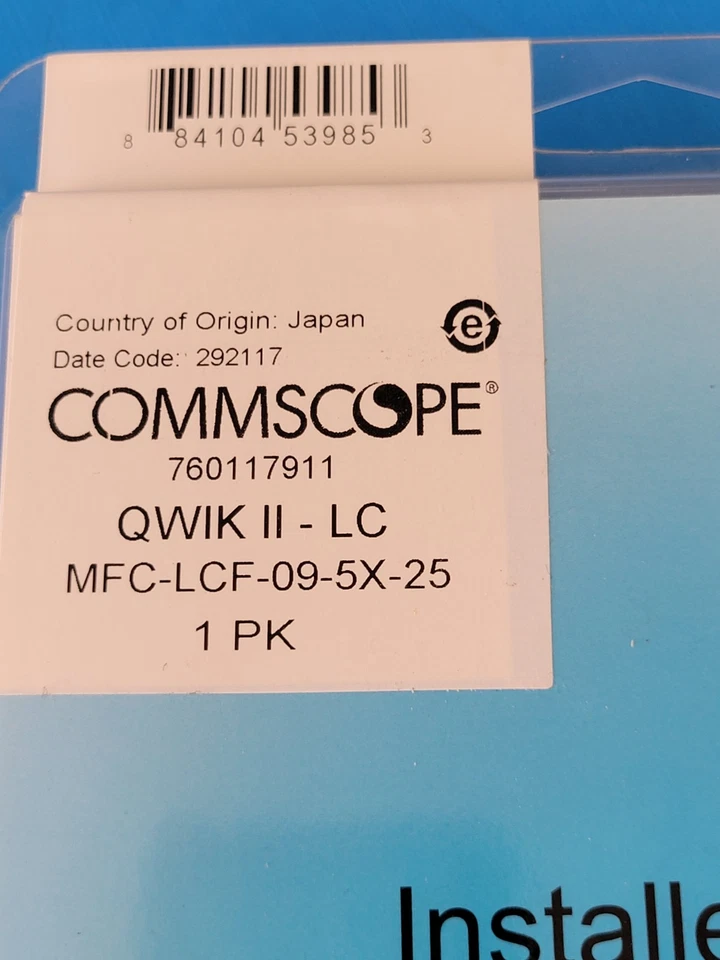 8 84104 53985 3
Country of Origin: Japan
e
Date Code: 292117
COMMSCOPE®
760117911
QWIK II - LC
MFC-LCF-09-5X-25
1 PK
Installe